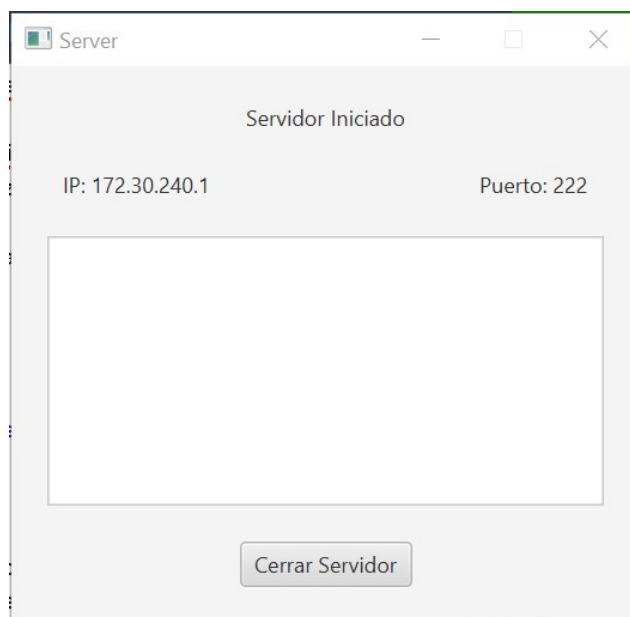 Server
Servidor Iniciado
IP: 172.30.240.1
Puerto: 222
Cerrar Servidor